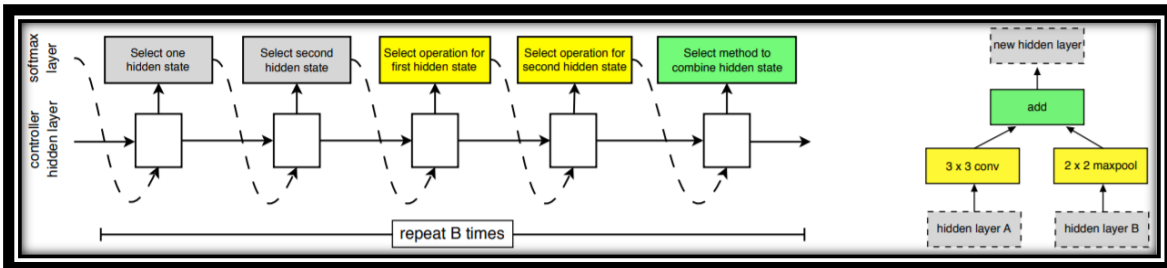 softmax
layer
controller
hidden layer
Select one
hidden state
Select second
hidden state
Select operation for
first hidden state
Select operation for
second hidden state
Select method to
combine hidden state
repeat B times
new hidden layer
add
3 x 3 conv
2 x 2 maxpool
hidden layer A
hidden layer B